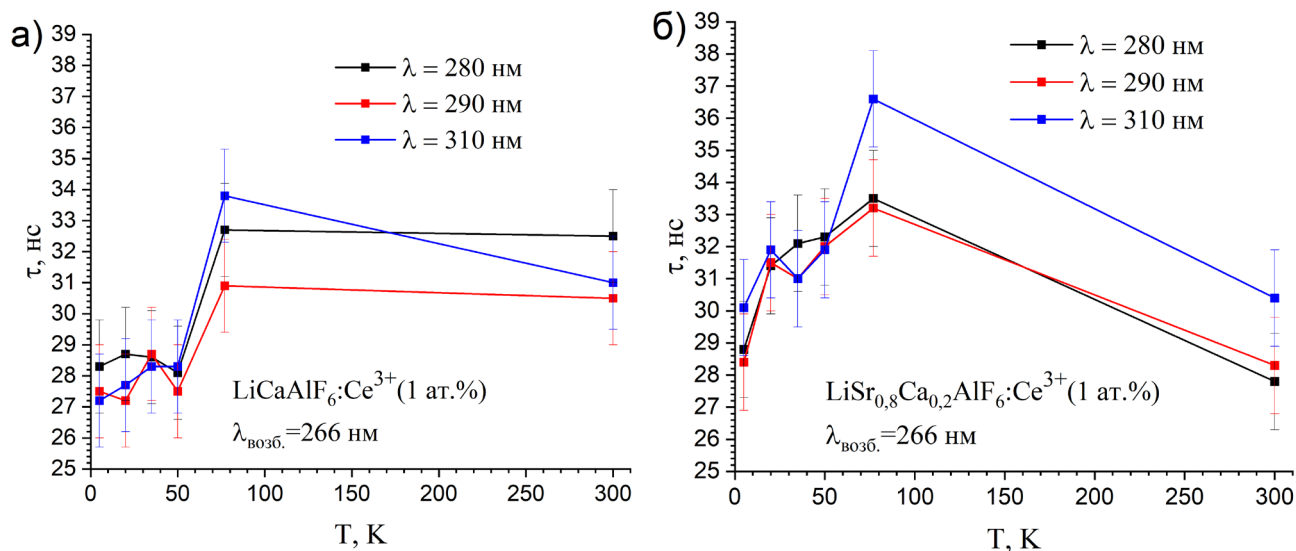 а)
39
38
37
36
35
34
33
32
31
30
29
28
27
26
25
τ, нс
λ = 280 нм
λ = 290 нм
λ = 310 нм
LiCaAlF₆:Ce³⁺(1 ат.%)
λвозб.=266 нм
0 50 100 150 200 250 300
T, K
б)
39
38
37
36
35
34
33
32
31
30
29
28
27
26
25
τ, нс
λ = 280 нм
λ = 290 нм
λ = 310 нм
LiSr₀,₈Ca₀,₂AlF₆:Ce³⁺(1 ат.%)
λвозб.=266 нм
0 50 100 150 200 250 300
T, K